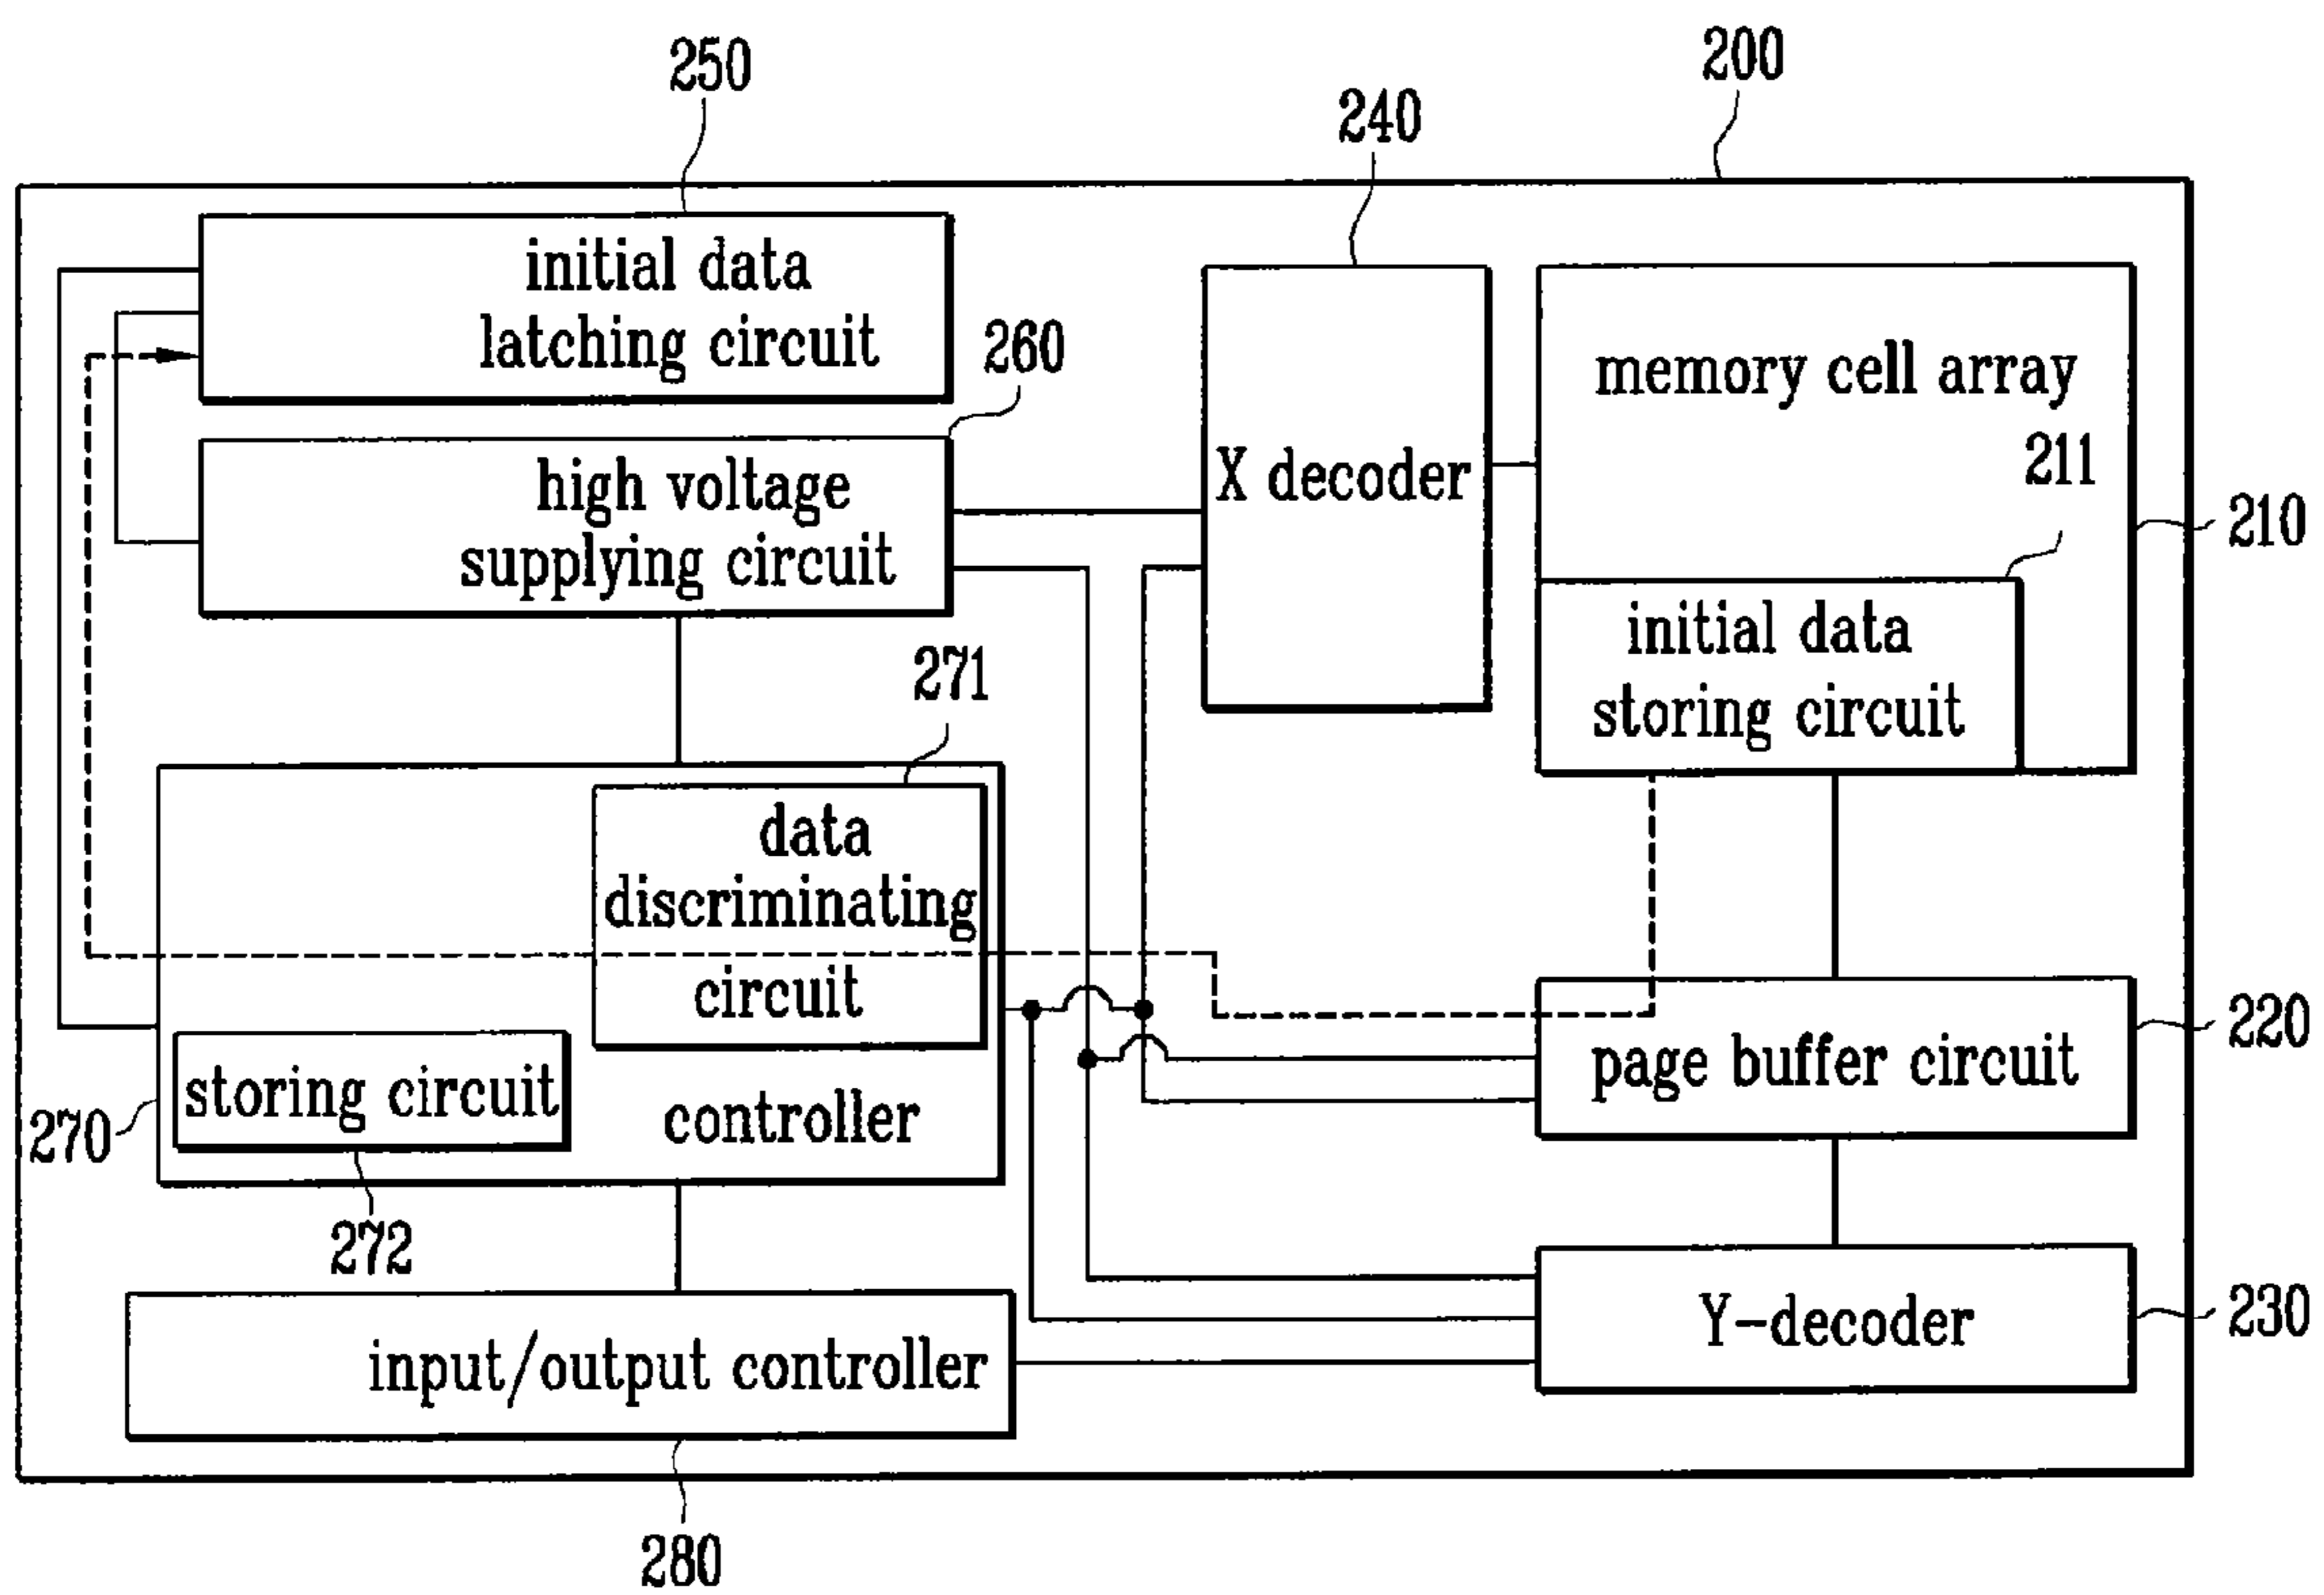 250
200
240
initial data
latching circuit
260
memory cell array
X decoder
211
210
high voltage
supplying circuit
initial data
storing circuit
271
data
discriminating
circuit
220
page buffer circuit
storing circuit
controller
270
272
230
Y-decoder
input/output controller
280